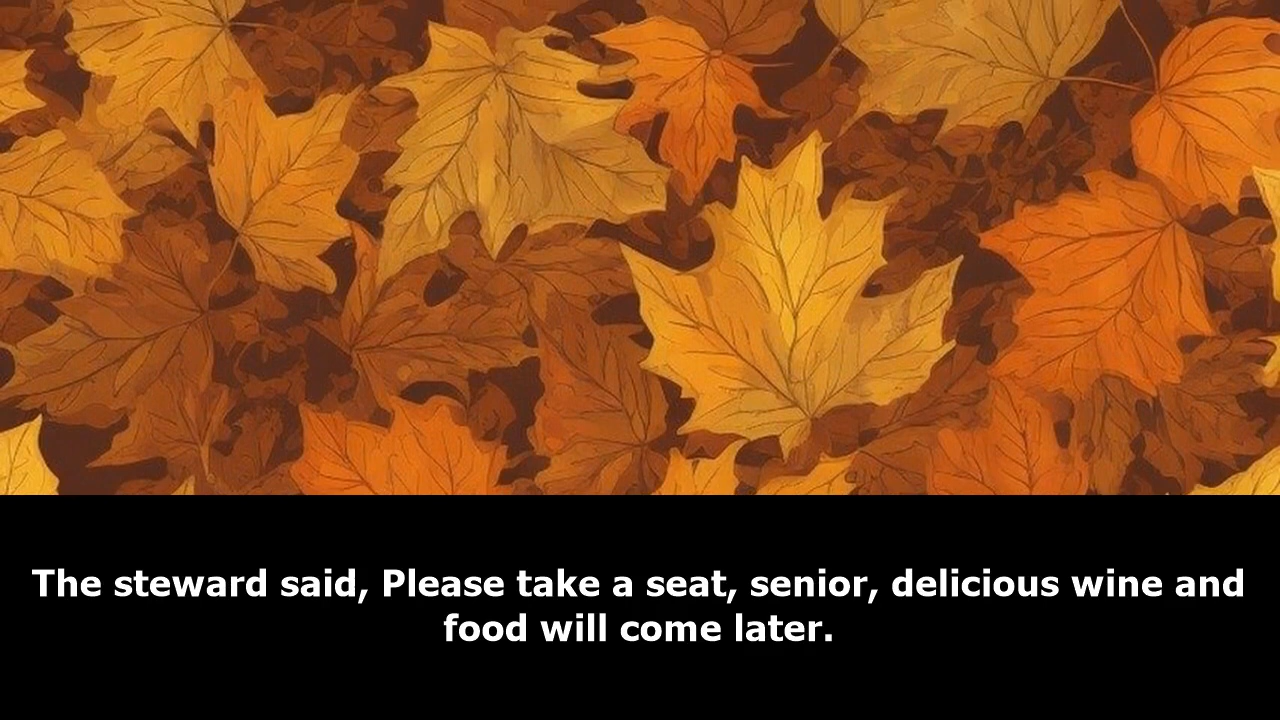 The steward said, Please take a seat, senior, delicious wine and
food will come later.